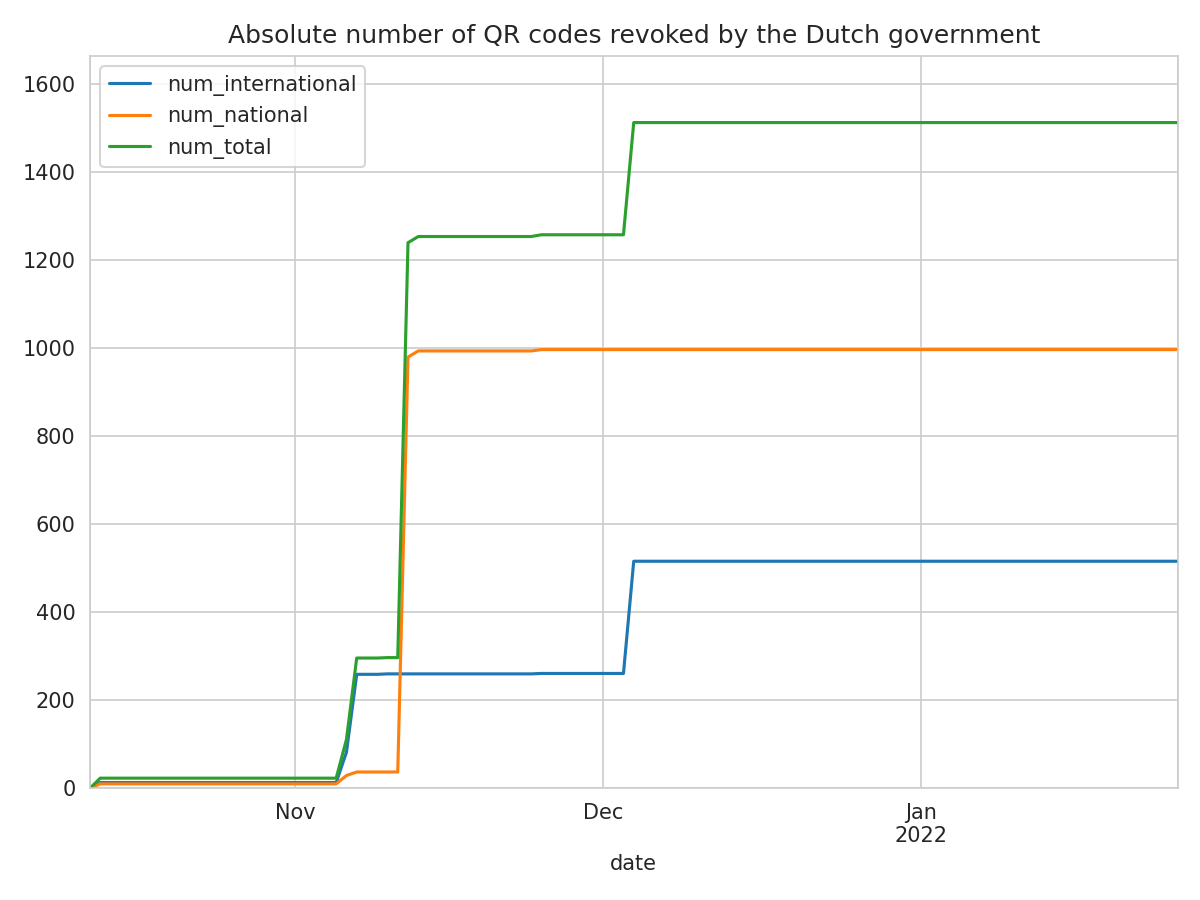 Absolute number of QR codes revoked by the Dutch government
num_international
num_national
num_total
1600
1400
1200
1000
800
600
400
200
0
Nov
Dec
Jan
2022
date